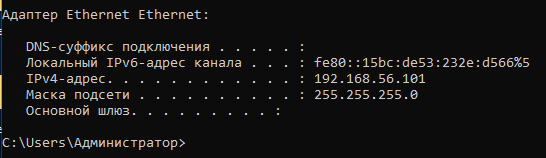 Адаптер Ethernet Ethernet:
DNS-суффикс подключения . . . . . :
Локальный IPv6-адрес канала . . . : fe80::15bc:de53:232e:d566%5
IPv4-адрес. . . . . . . . . . . . : 192.168.56.101
Маска подсети . . . . . . . . . . : 255.255.255.0
Основной шлюз. . . . . . . . . :
C:\Users\Администратор>